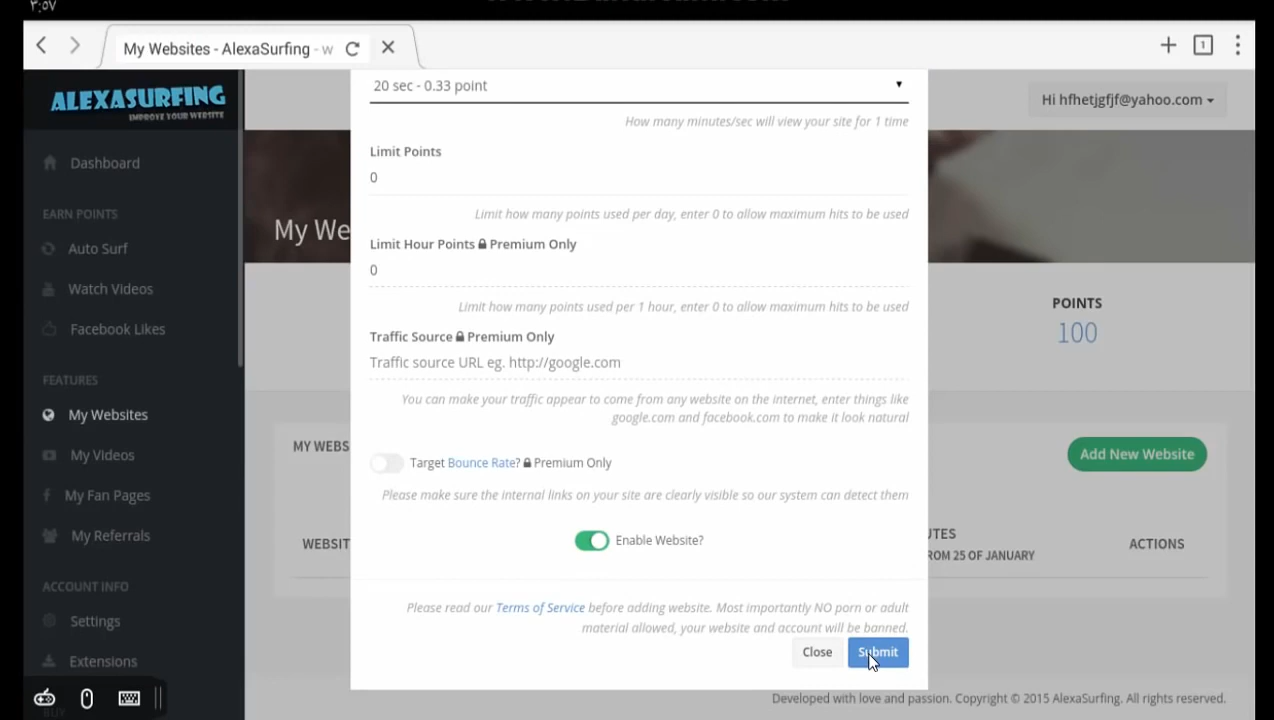 ٣:٥٧
My Websites - AlexaSurfing - w
1
ALEXASURFING
IMPROVE YOUR WEBSITE
Hi hfhetjgfjf@yahoo.com
Dashboard
EARN POINTS
Auto Surf
Watch Videos
Facebook Likes
FEATURES
My Websites
My Videos
My Fan Pages
My Referrals
ACCOUNT INFO
Settings
Extensions
BUY
My We
POINTS
100
MY WEBS
Add New Website
WEBSIT
UTES
ROM 25 OF JANUARY
ACTIONS
20 sec - 0.33 point
How many minutes/sec will view your site for 1 time
Limit Points
0
Limit how many points used per day, enter 0 to allow maximum hits to be used
Limit Hour Points Premium Only
0
Limit how many points used per 1 hour, enter 0 to allow maximum hits to be used
Traffic Source Premium Only
Traffic source URL eg. http://google.com
You can make your traffic appear to come from any website on the internet, enter things like
google.com and facebook.com to make it look natural
Target Bounce Rate? Premium Only
Please make sure the internal links on your site are clearly visible so our system can detect them
Enable Website?
Please read our Terms of Service before adding website. Most importantly NO porn or adult
material allowed, your website and account will be banned.
Close
Submit
Developed with love and passion. Copyright © 2015 AlexaSurfing. All rights reserved.